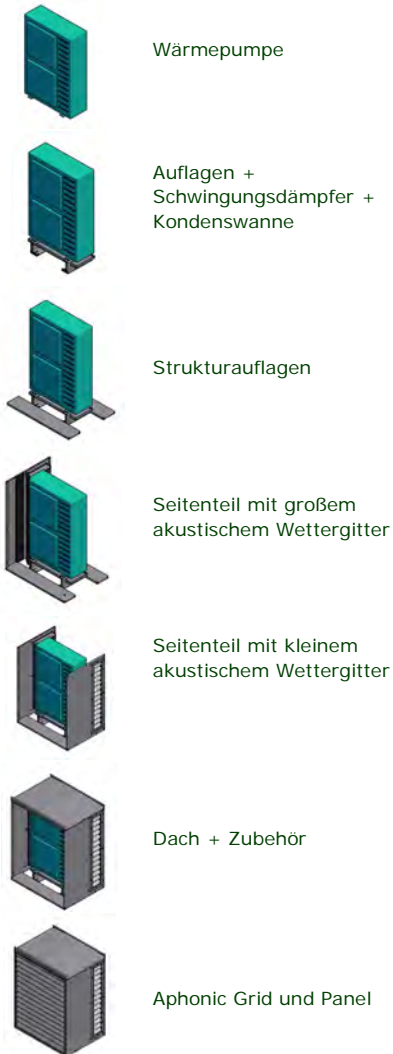 Wärmepumpe
Auflagen +
Schwingungsdämpfer +
Kondenswanne
Strukturauflagen
Seitenteil mit großem
akustischem Wettergitter
Seitenteil mit kleinem
akustischem Wettergitter
Dach + Zubehör
Aphonic Grid und Panel